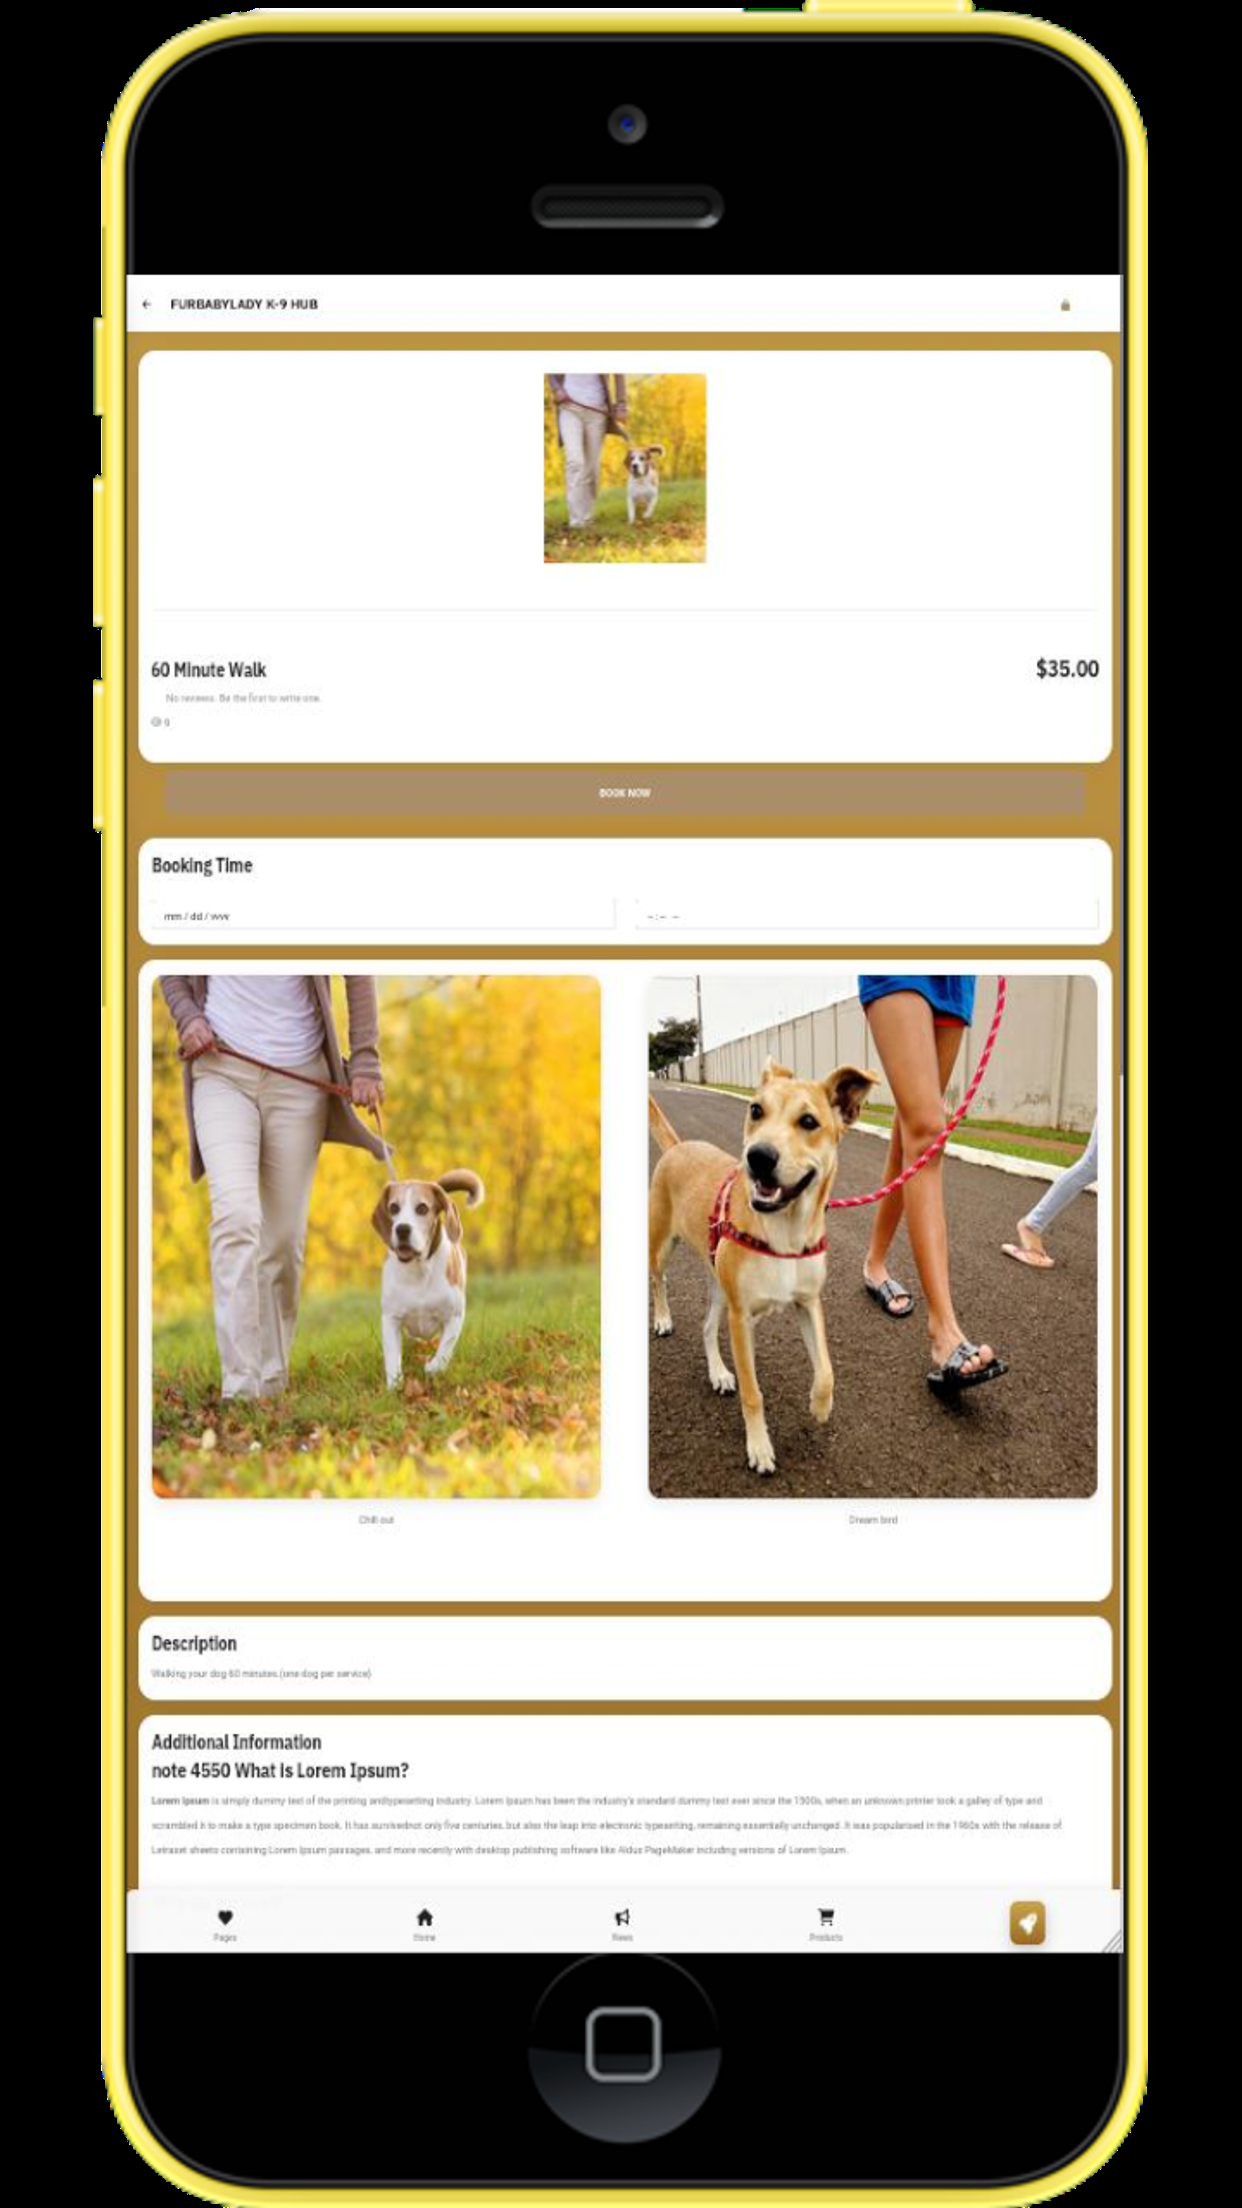 FURBABYLADY K-9 HUB
60 Minute Walk
$35.00
No reviews. Be the first to write one.
9
BOOK NOW
Booking Time
mm / dd / yyyy
--:-- --
Chill out
Dream bird
Description
Walking your dog 60 minutes.(one dog per service)
Additional Information
note 4550 What is Lorem Ipsum?
Lorem Ipsum is simply dummy text of the printing andtypesetting industry. Lorem Ipsum has been the industry's standard dummy text ever since the 1500s, when an unknown printer took a galley of type and
scrambled it to make a type specimen book. It has survivednot only five centuries, but also the leap into electronic typesetting, remaining essentially unchanged. It was popularised in the 1960s with the release of
Letraset sheets containing Lorem Ipsum passages, and more recently with desktop publishing software like Aldus PageMaker including versions of Lorem Ipsum.
Pages
Home
News
Products